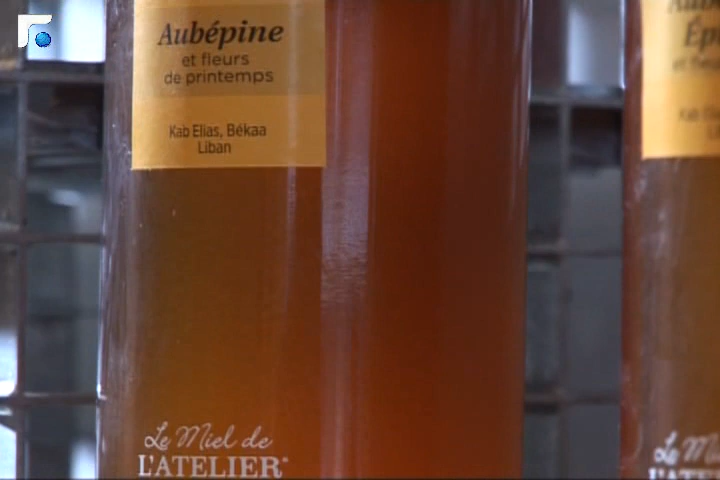 Aubépine
et fleurs
de printemps
Kab Elias, Békaa
Liban
Le Miel de
L'ATELIER